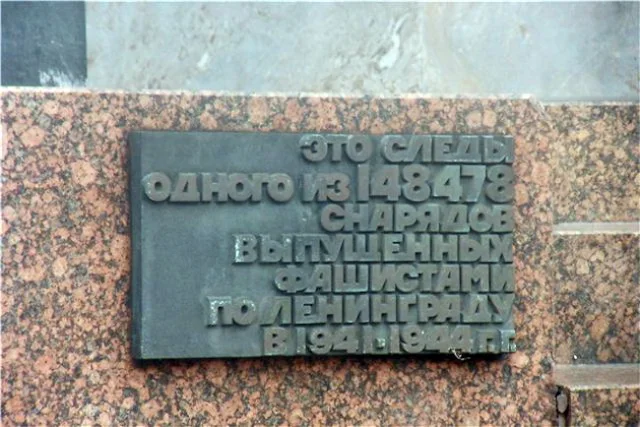 ЭТО СЛЕДЫ
ОДНОГО ИЗ 148478
СНАРЯДОВ
ВЫПУЩЕННЫХ
ФАШИСТАМИ
ПО ЛЕНИНГРАДУ
В 1941-1944 Г.Г.